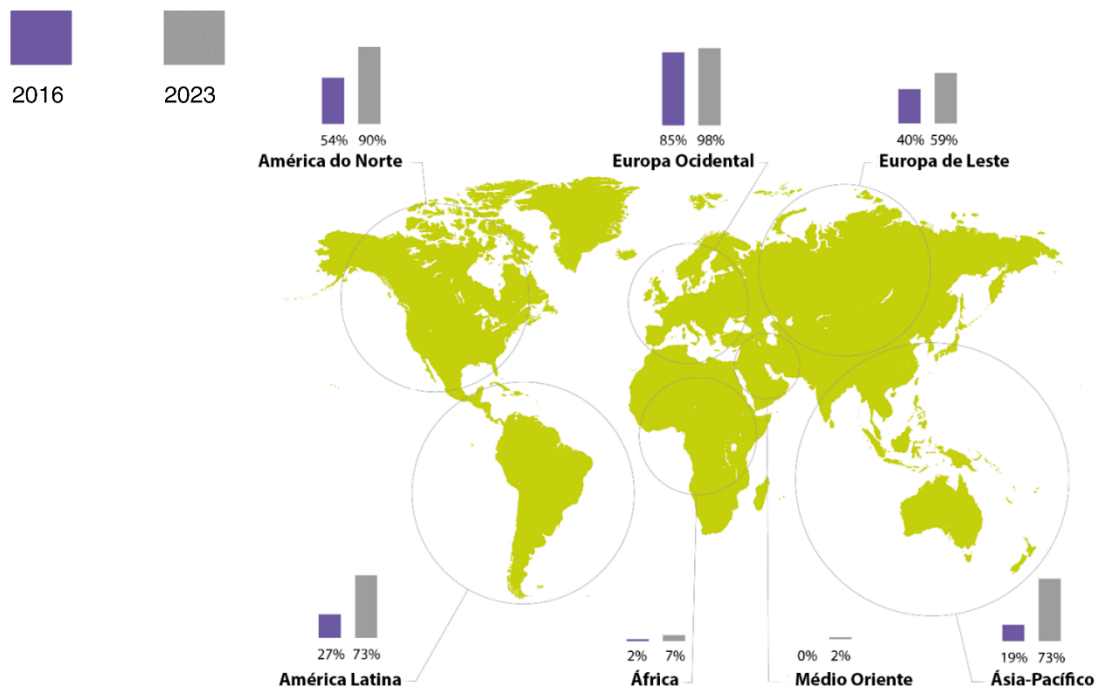 2016 2023
54% 90%
América do Norte
85% 98%
Europa Ocidental
40% 59%
Europa de Leste
27% 73%
América Latina
2% 7%
África
0% 2%
Médio Oriente
19% 73%
Ásia-Pacífico